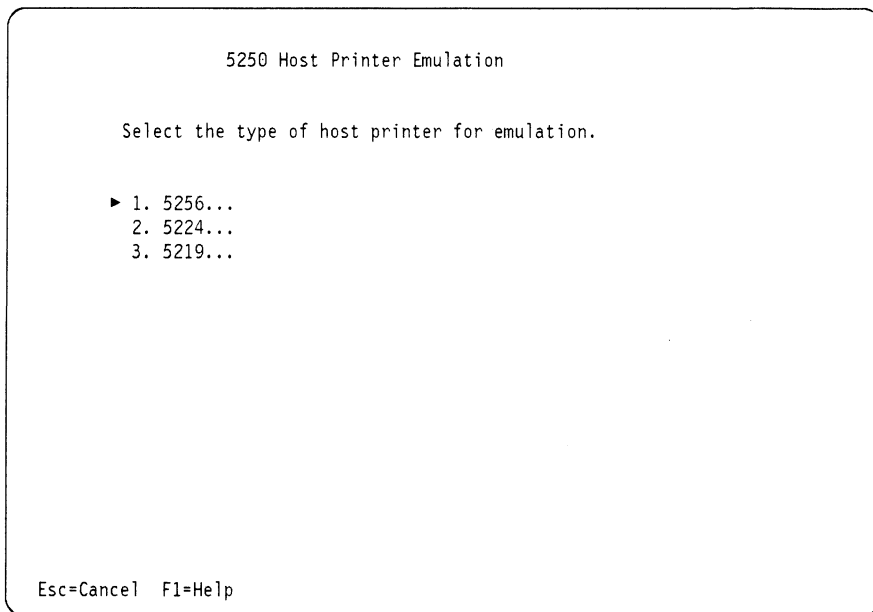 5250 Host Printer Emulation
Select the type of host printer for emulation.
► 1. 5256...
2. 5224...
3. 5219...
Esc=Cancel F1=Help